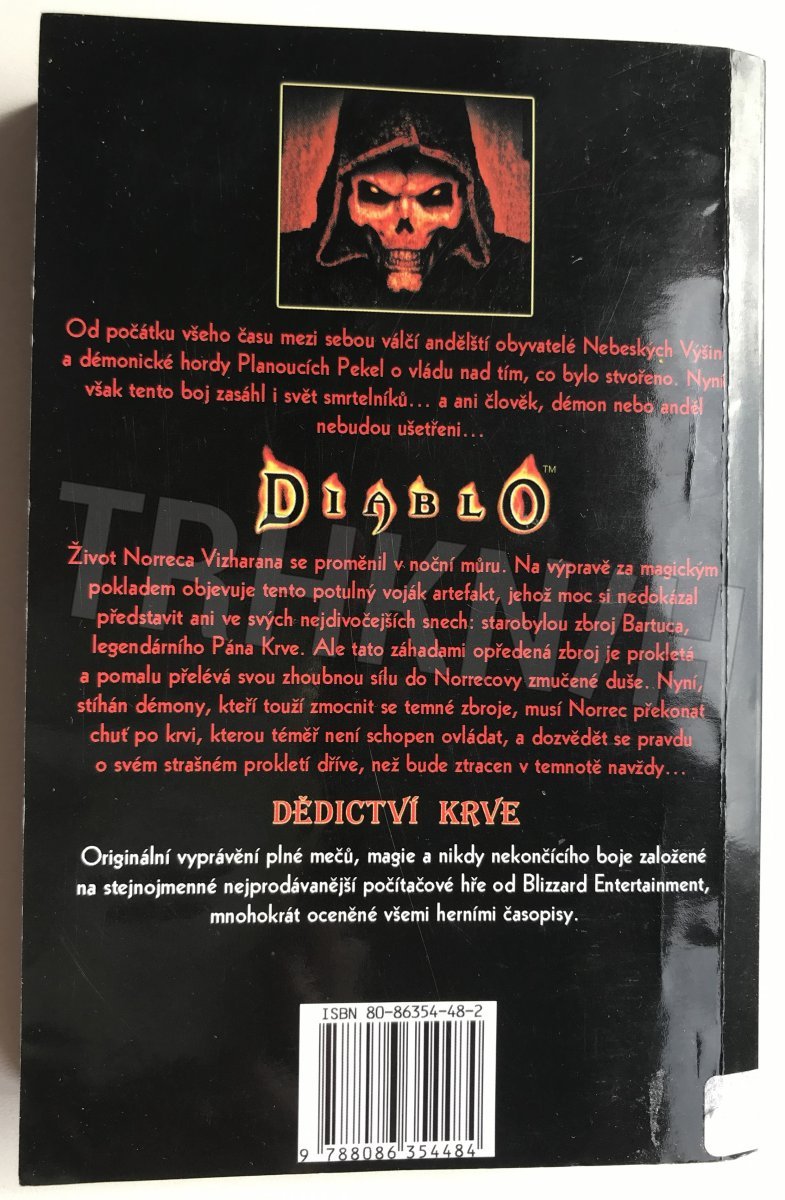 Od počátku všeho času mezi sebou válčí andělští obyvatelé Nebeských Výšin
a démonické hordy Planoucích Pekel o vládu nad tím, co bylo stvořeno. Nyní
však tento boj zasáhl i svět smrtelníků... a ani člověk, démon nebo anděl
nebudou ušetřeni...
DIABLO™
Život Norreca Vizharana se proměnil v noční můru. Na výpravě za magickým
pokladem objevuje tento potulný voják artefakt, jehož moc si nedokázal
představit ani ve svých nejdivočejších snech: starobylou zbroj Bartuca,
legendárního Pána Krve. Ale tato záhadami opředená zbroj je prokletá
a pomalu přelévá svou zhoubnou sílu do Norrecovy zmučené duše. Nyní,
stíhán démony, kteří touží zmocnit se temné zbroje, musí Norrec překonat
chuť po krvi, kterou téměř není schopen ovládat, a dozvědět se pravdu
o svém strašném prokletí dříve, než bude ztracen v temnotě navždy...
DĚDICTVÍ KRVE
Originální vyprávění plné mečů, magie a nikdy nekončícího boje založené
na stejnojmenné nejprodávanější počítačové hře od Blizzard Entertainment,
mnohokrát oceněné všemi herními časopisy.
ISBN 80-86354-48-2
9 788086 354484